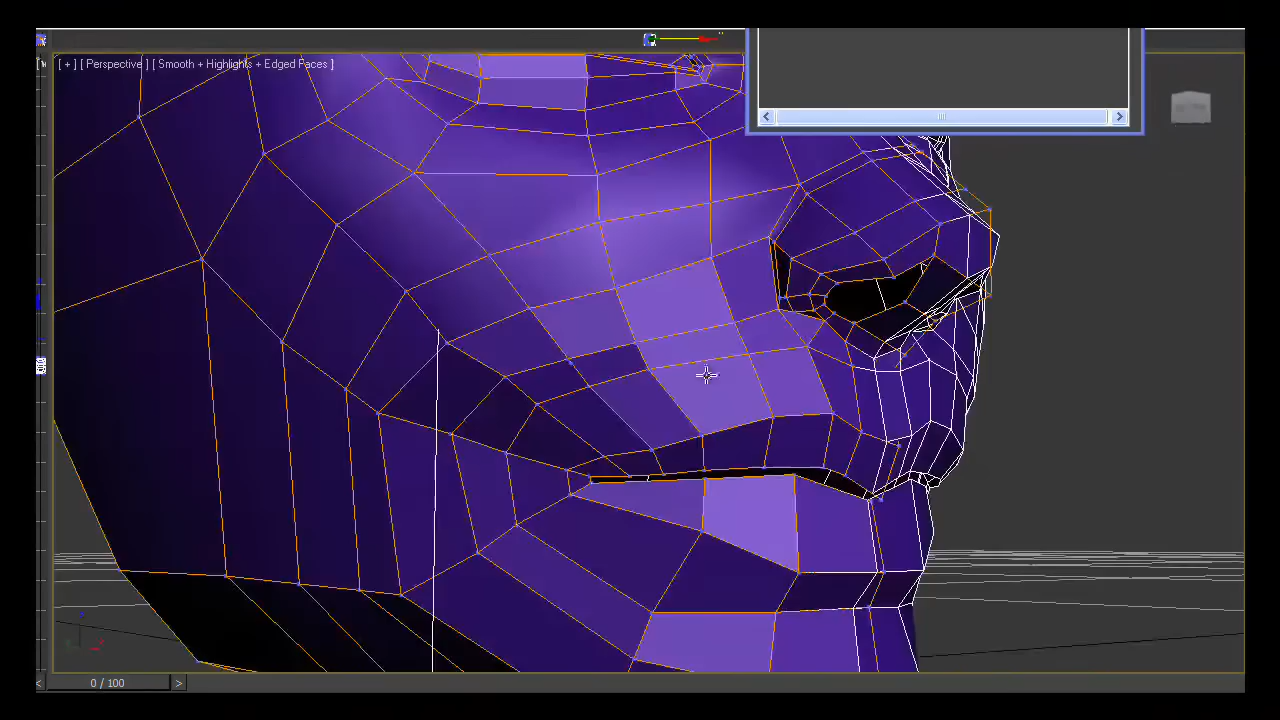 [ + ] [ Perspective ] [ Smooth + Highlights + Edged Faces ]
< 0 / 100 >